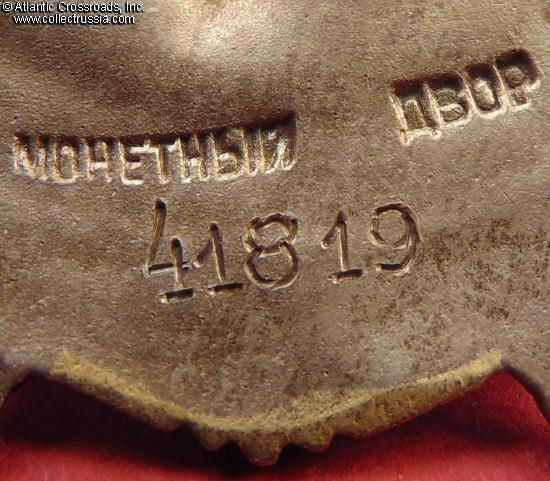 © Atlantic Crossroads, Inc.
www.collectrussia.com
МОНЕТНЫЙ ДВОР
41819